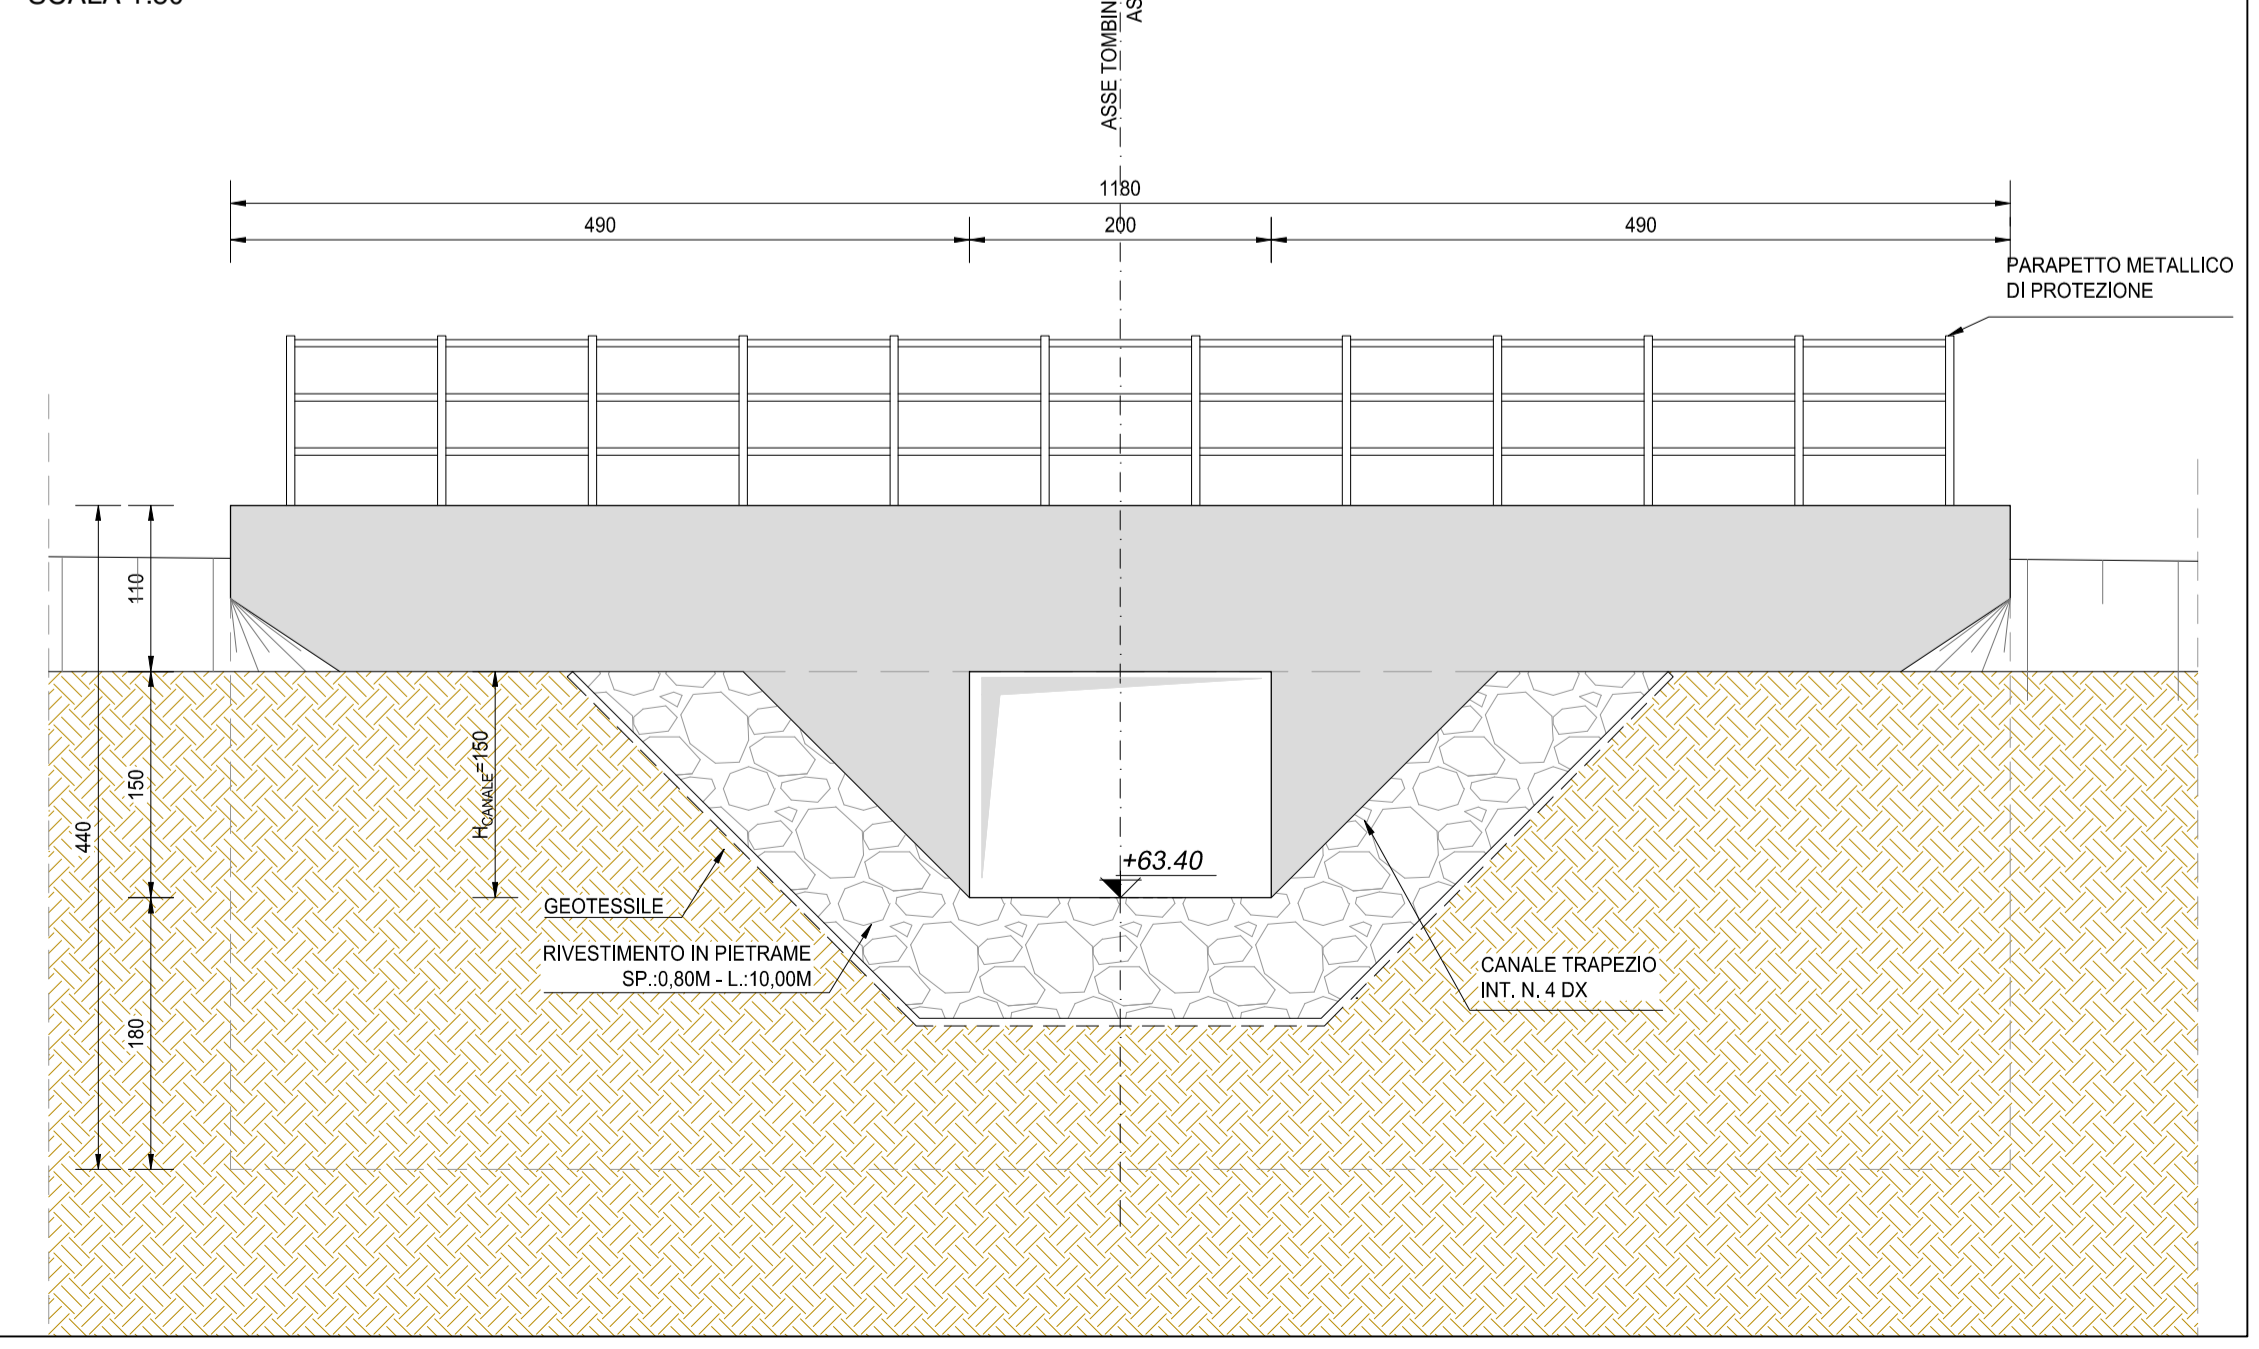 ASSE TOMBIN
1180
490
200
490
PARAPETTO METALLICO
DI PROTEZIONE
110
150
440
180
HCANALE=150
+63.40
GEOTESSILE
RIVESTIMENTO IN PIETRAME
SP.:0,80M - L.:10,00M
CANALE TRAPEZIO
INT. N. 4 DX